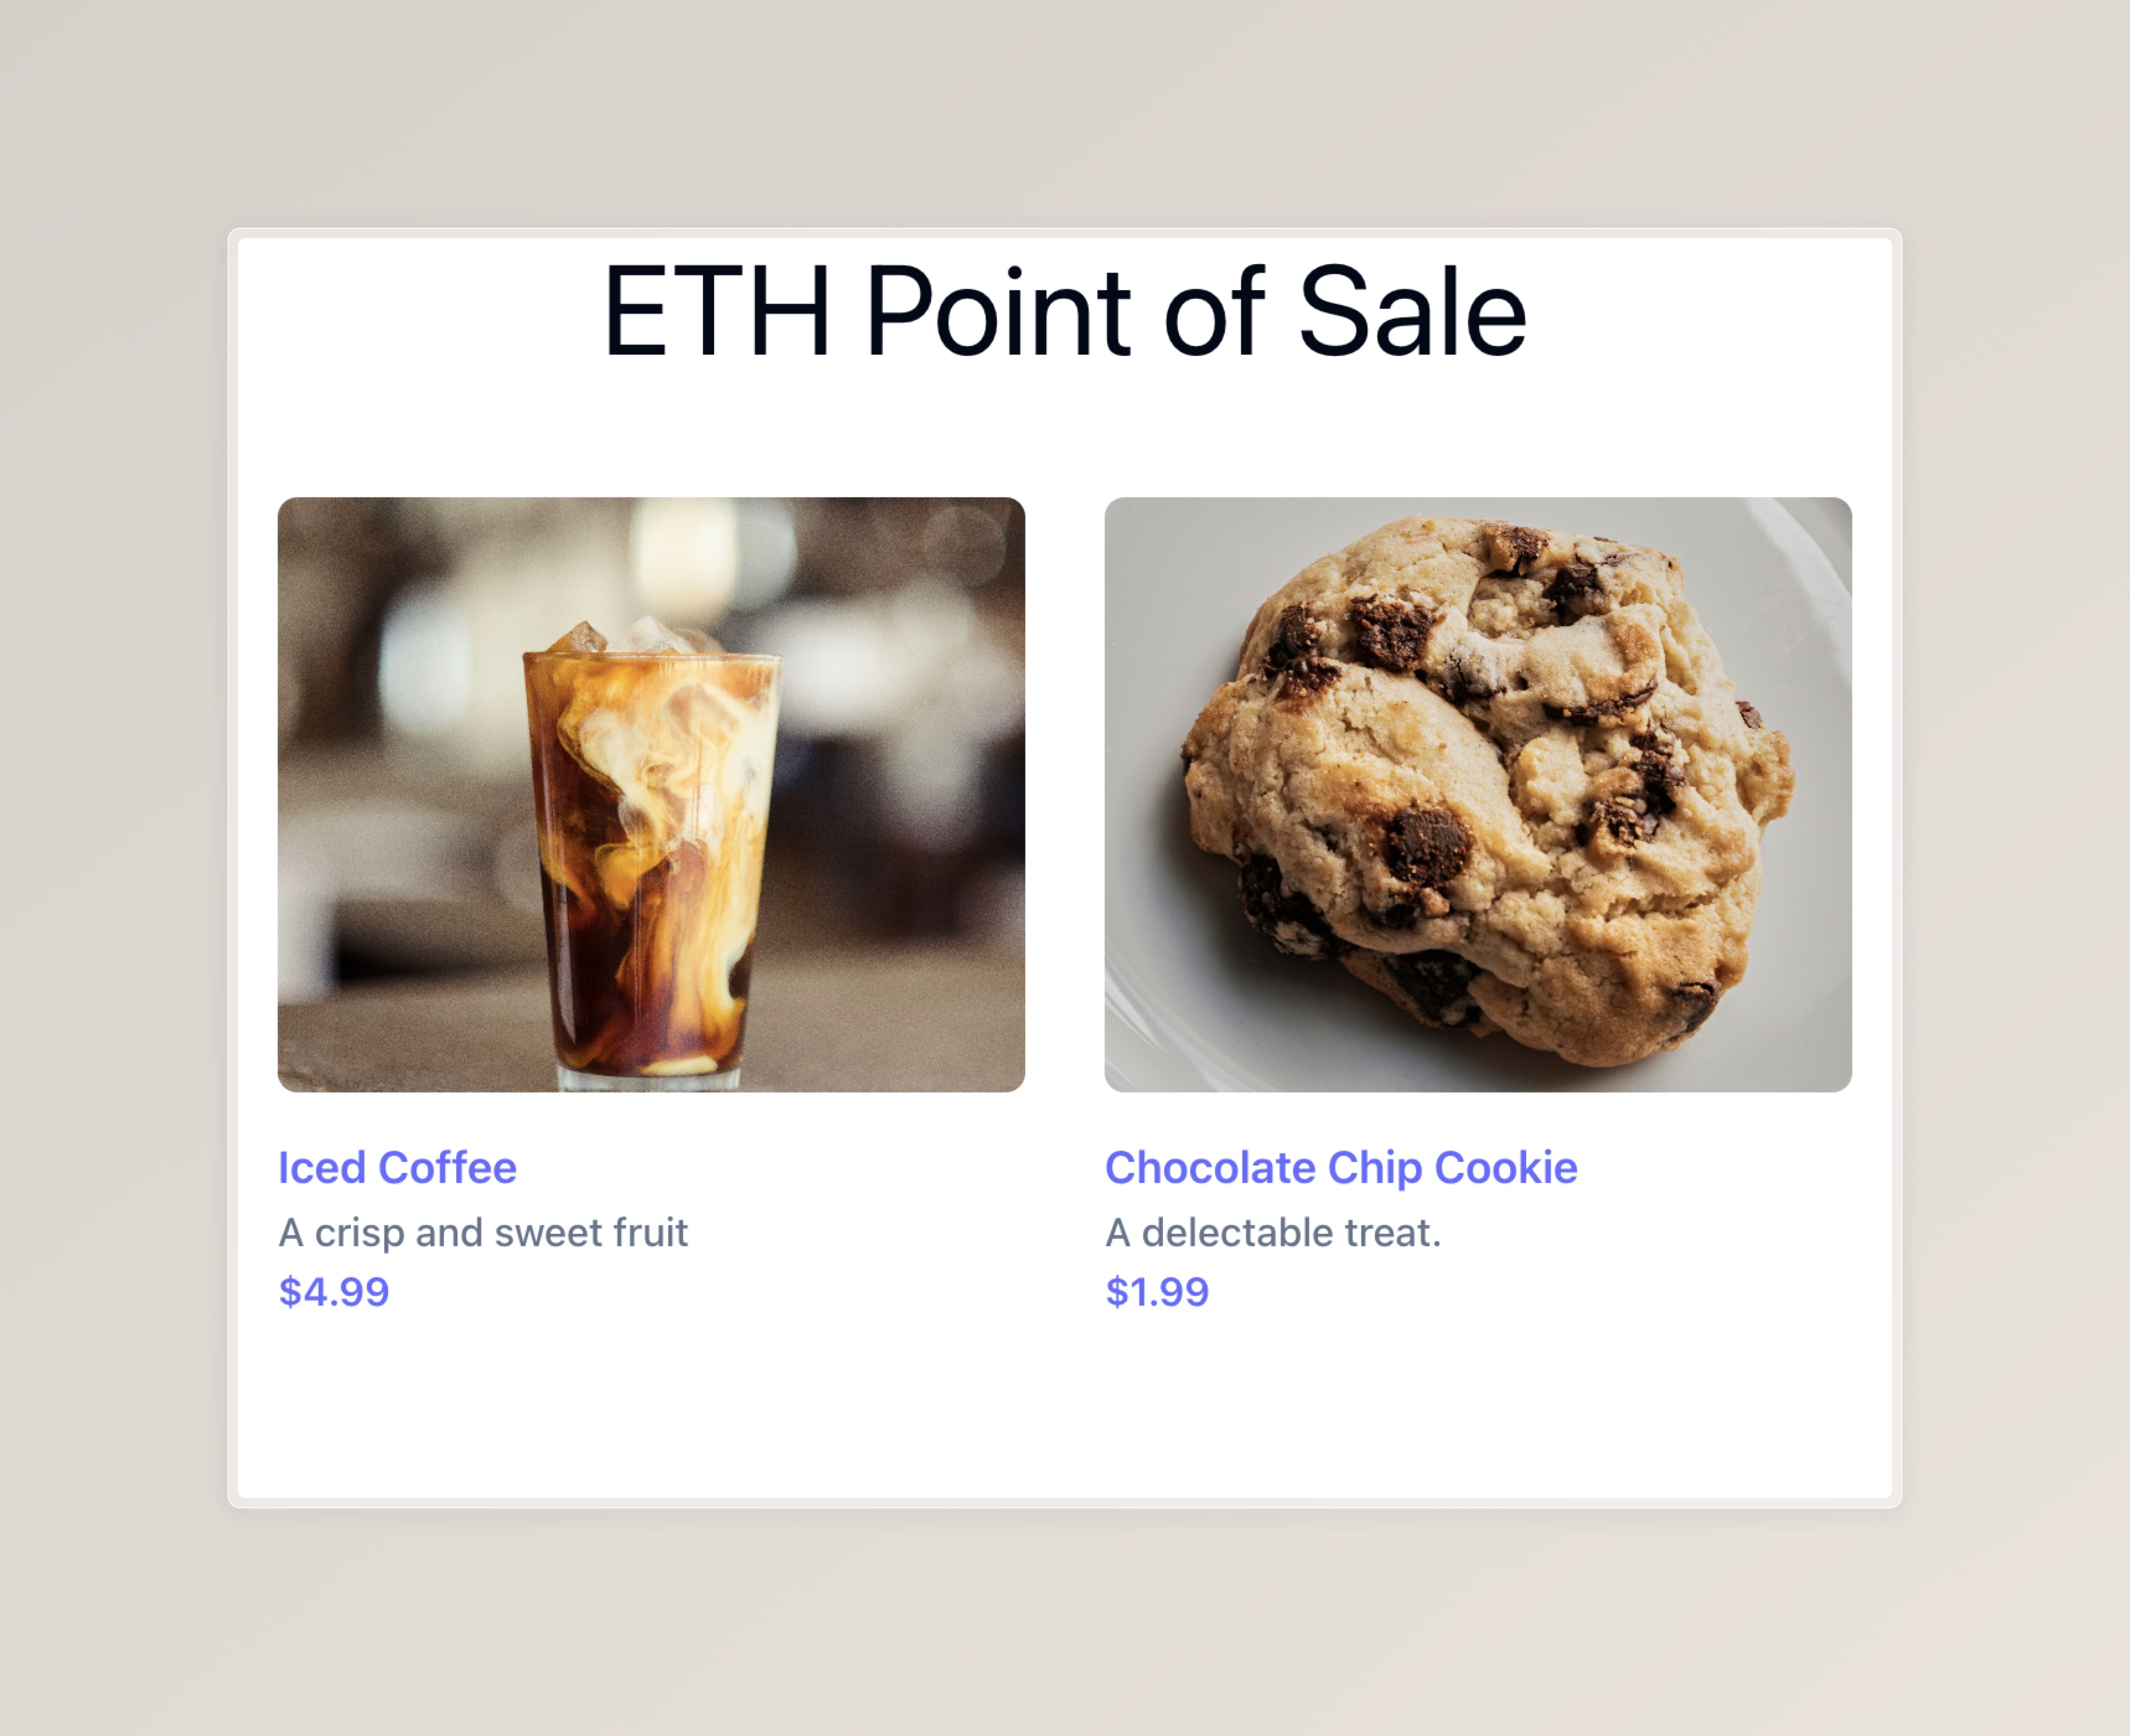 ETH Point of Sale
Iced Coffee
A crisp and sweet fruit
$4.99
Chocolate Chip Cookie
A delectable treat.
$1.99